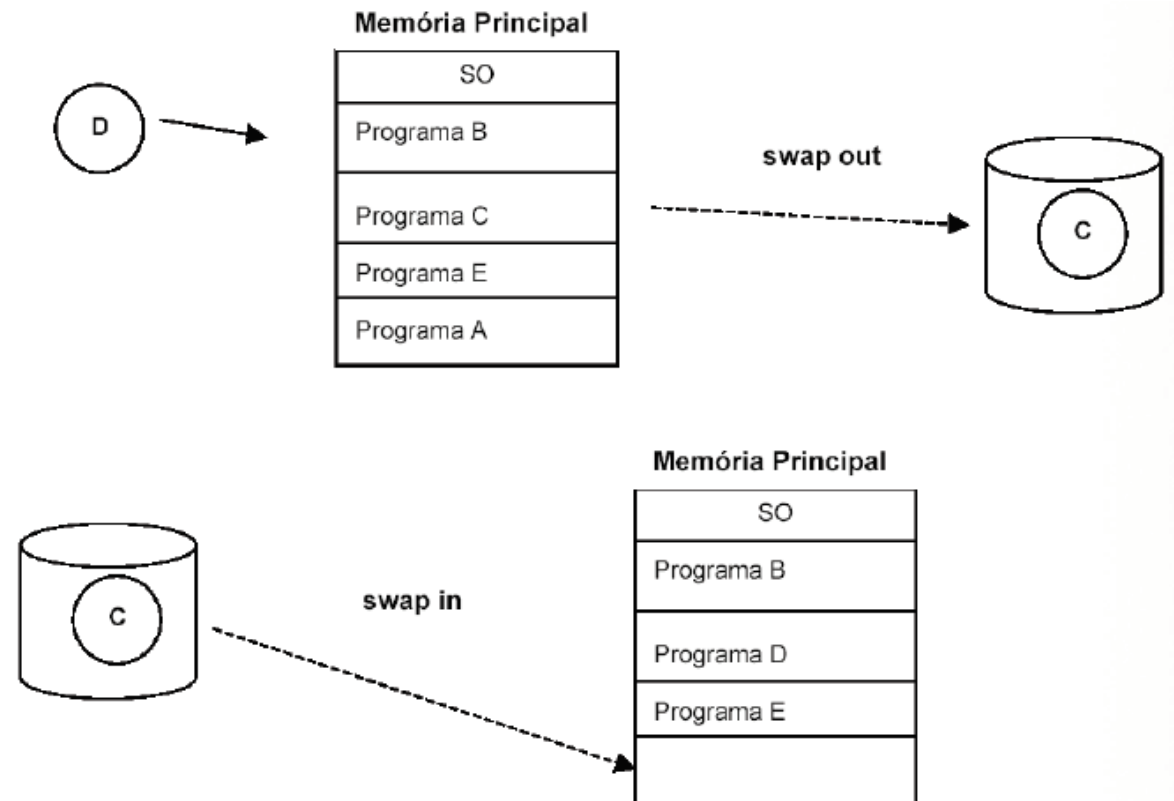 Memória Principal
SO
D
Programa B
swap out
Programa C
C
Programa E
Programa A
Memória Principal
SO
Programa B
C
swap in
Programa D
Programa E